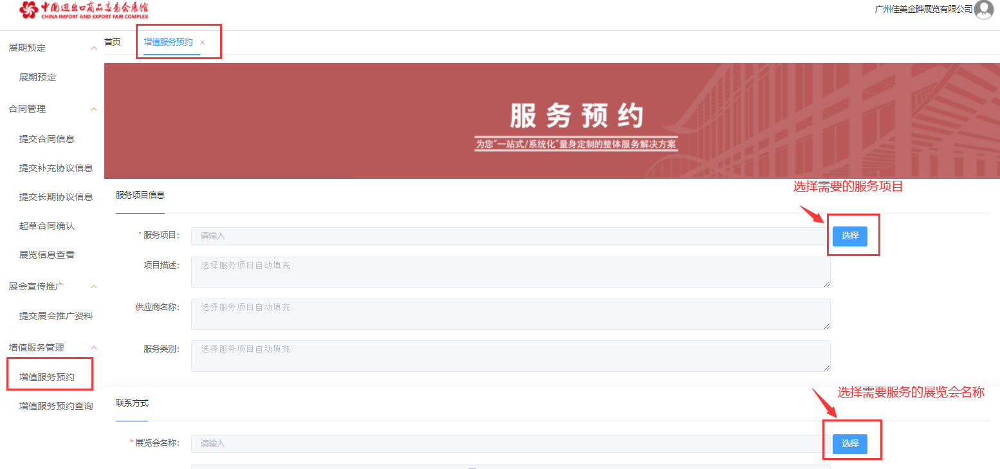 中国进出口商品交易会展馆
CHINA IMPORT AND EXPORT FAIR COMPLEX
广州佳美金晔展览有限公司
展期预定
展期预定
合同管理
提交合同信息
提交补充协议信息
提交长期协议信息
起草合同确认
展览信息查看
展会宣传推广
提交展会推广资料
增值服务管理
增值服务预约
增值服务预约查询
首页
增值服务预约 ×
服务预约
为您"一站式/系统化"量身定制的整体服务解决方案
选择需要的服务项目
服务项目信息
* 服务项目: 请输入 选择
项目描述: 选择服务项目自动填充
供应商名称: 选择服务项目自动填充
服务类别: 选择服务项目自动填充
选择需要服务的展览会名称
联系方式
* 展览会名称: 请输入 选择